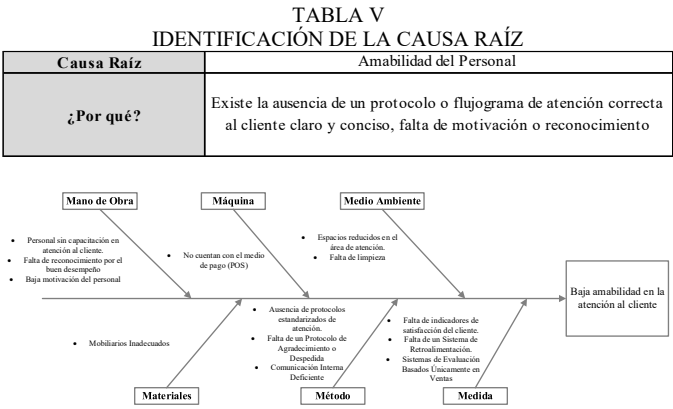 TABLA V
IDENTIFICACIÓN DE LA CAUSA RAÍZ
Causa Raíz
Amabilidad del Personal
¿Por qué?
Existe la ausencia de un protocolo o flujograma de atención correcta
al cliente claro y conciso, falta de motivación o reconocimiento
Mano de Obra
Máquina
Medio Ambiente
• Personal sin capacitación en
atención al cliente.
• Falta de reconocimiento por el
buen desempeño
• Baja motivación del personal
• No cuentan con el medio
de pago (POS)
• Espacios reducidos en el
área de atención.
• Falta de limpieza
Baja amabilidad en la
atención al cliente
• Mobiliarios Inadecuados
• Ausencia de protocolos
estandarizados de
atención.
• Falta de un Protocolo de
Agradecimiento o
Despedida
• Comunicación Interna
Deficiente
• Falta de indicadores de
satisfacción del cliente.
• Falta de un Sistema de
Retroalimentación.
• Sistemas de Evaluación
Basados Únicamente en
Ventas
Materiales
Método
Medida